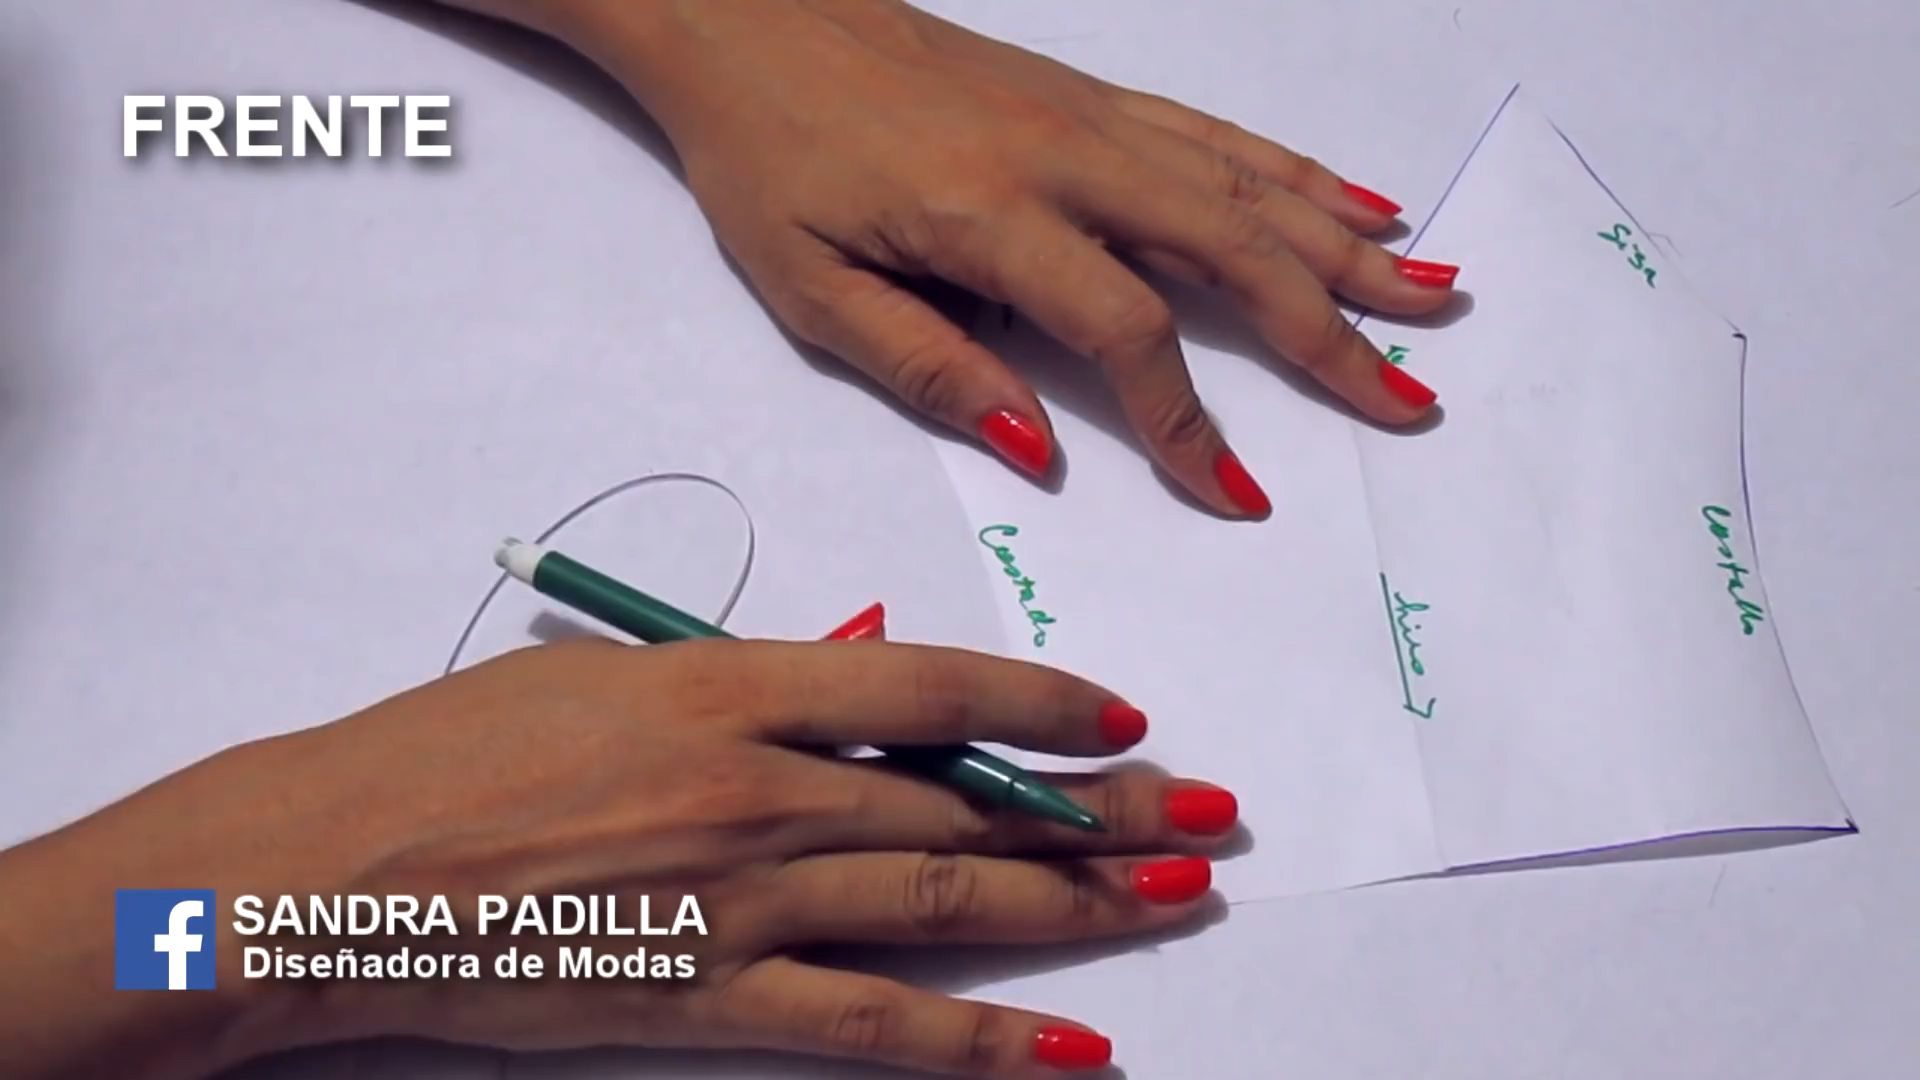 FRENTE
sisa
Costado
hilo
Costado
f
SANDRA PADILLA
Diseñadora de Modas